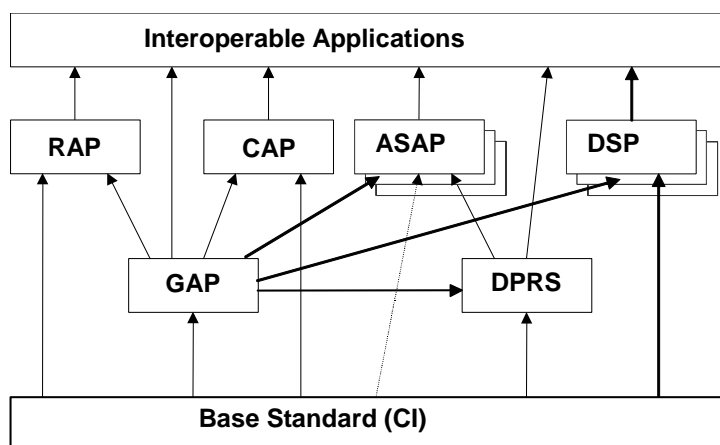 Interoperable Applications
RAP
CAP
ASAP
DSP
GAP
DPRS
Base Standard (CI)